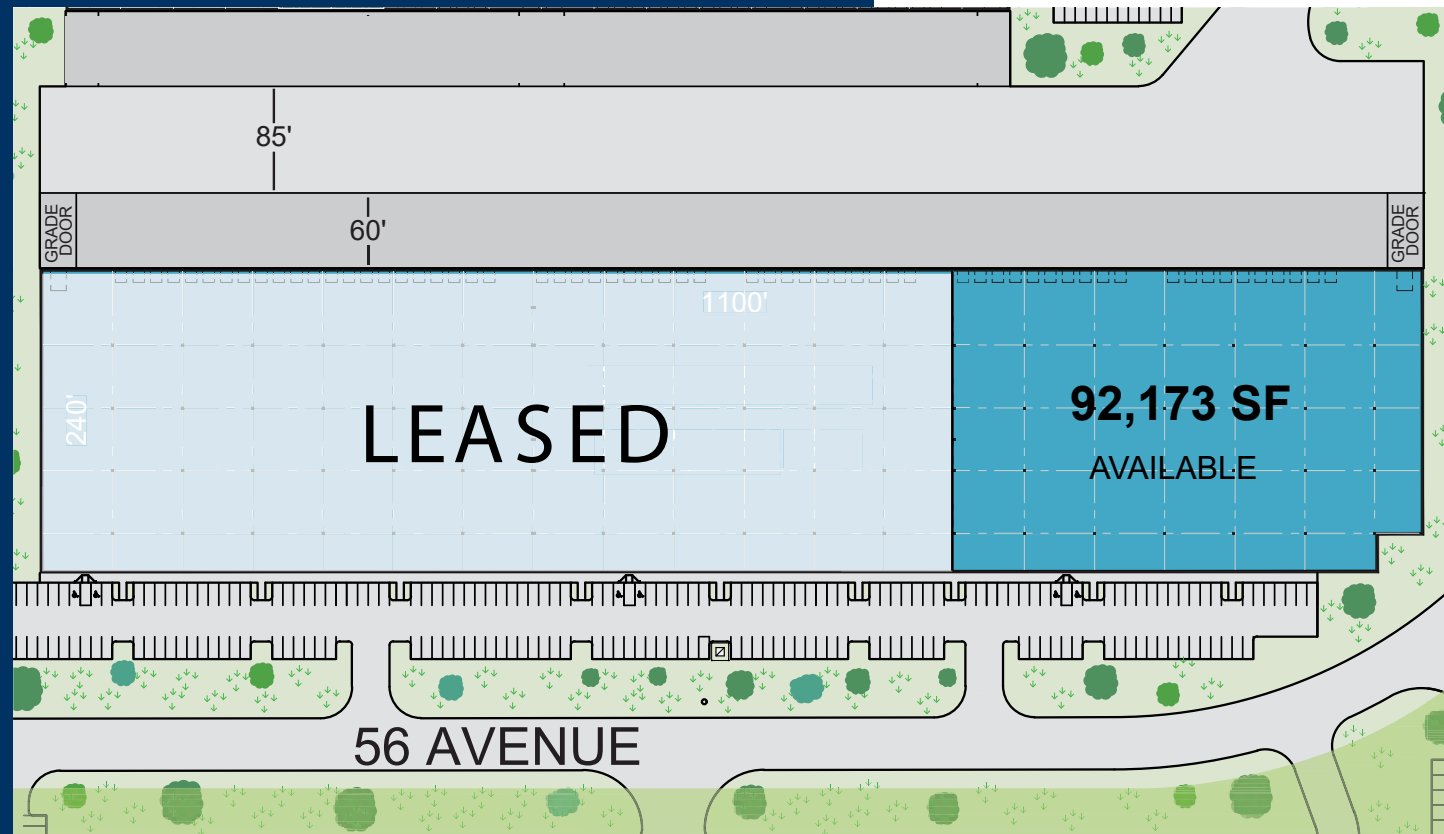 85'
GRADE
DOOR
60'
GRADE
DOOR
1100'
240'
LEASED
92,173 SF
AVAILABLE
56 AVENUE